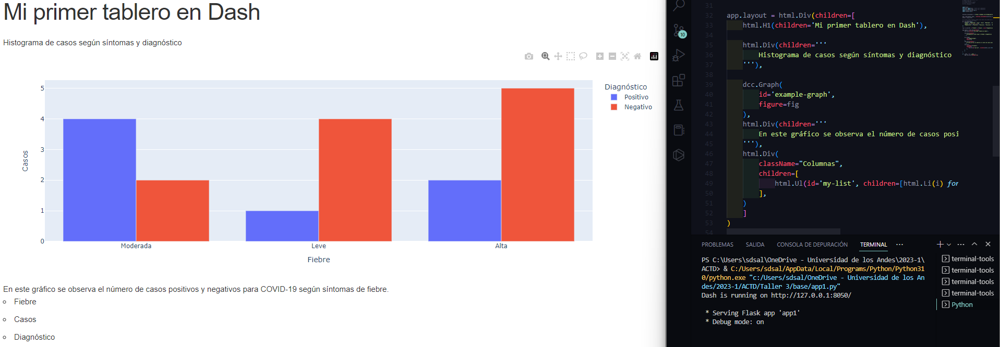 Mi primer tablero en Dash
Histograma de casos según síntomas y diagnóstico
Casos
5
4
3
2
1
0
Moderada
Leve
Alta
Fiebre
Diagnóstico
Positivo
Negativo
En este gráfico se observa el número de casos positivos y negativos para COVID-19 según síntomas de fiebre.
Fiebre
Casos
Diagnóstico
10
31
32 app.layout = html.Div(children=[
33 html.H1(children='Mi primer tablero en Dash'),
34
35 html.Div(children='''
36 Histograma de casos según síntomas y diagnóstico
37 '''),
38
39 dcc.Graph(
40 id='example-graph',
41 figure=fig
42 ),
43 html.Div(children='''
44 En este gráfico se observa el número de casos posi
45 '''),
46 html.Div(
47 className="Columnas",
48 children=[
49 html.Ul(id='my-list', children=[html.Li(i) for
50 ],
51 )
52 ]
53 )
54
PROBLEMAS SALIDA CONSOLA DE DEPURACIÓN TERMINAL
PS C:\Users\sdsal\OneDrive - Universidad de los Andes\2023-1\
ACTD> & C:/Users/sdsal/AppData/Local/Programs/Python/Python31
0/python.exe "c:/Users/sdsal/OneDrive - Universidad de los An
des/2023-1/ACTD/Taller 3/base/app1.py"
Dash is running on http://127.0.0.1:8050/
* Serving Flask app 'app1'
* Debug mode: on
terminal-tools
terminal-tools
terminal-tools
terminal-tools
Python